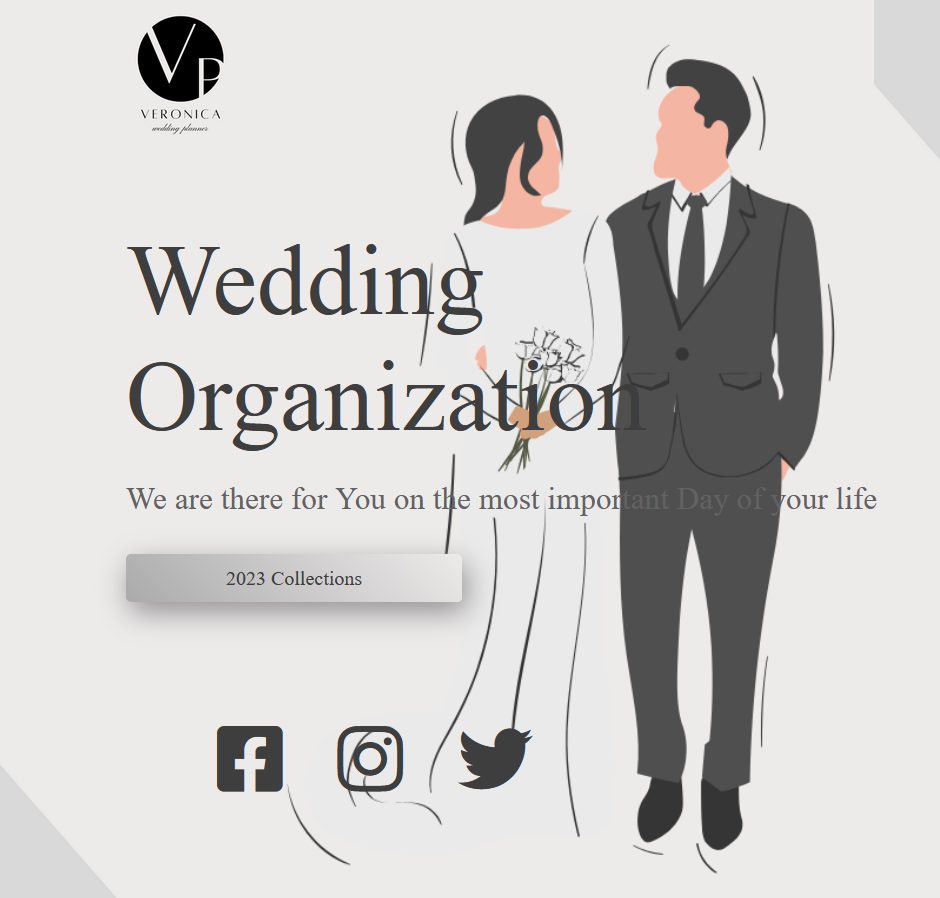 VP
VERONICA
wedding planner
Wedding
Organization
We are there for You on the most important Day of your life
2023 Collections